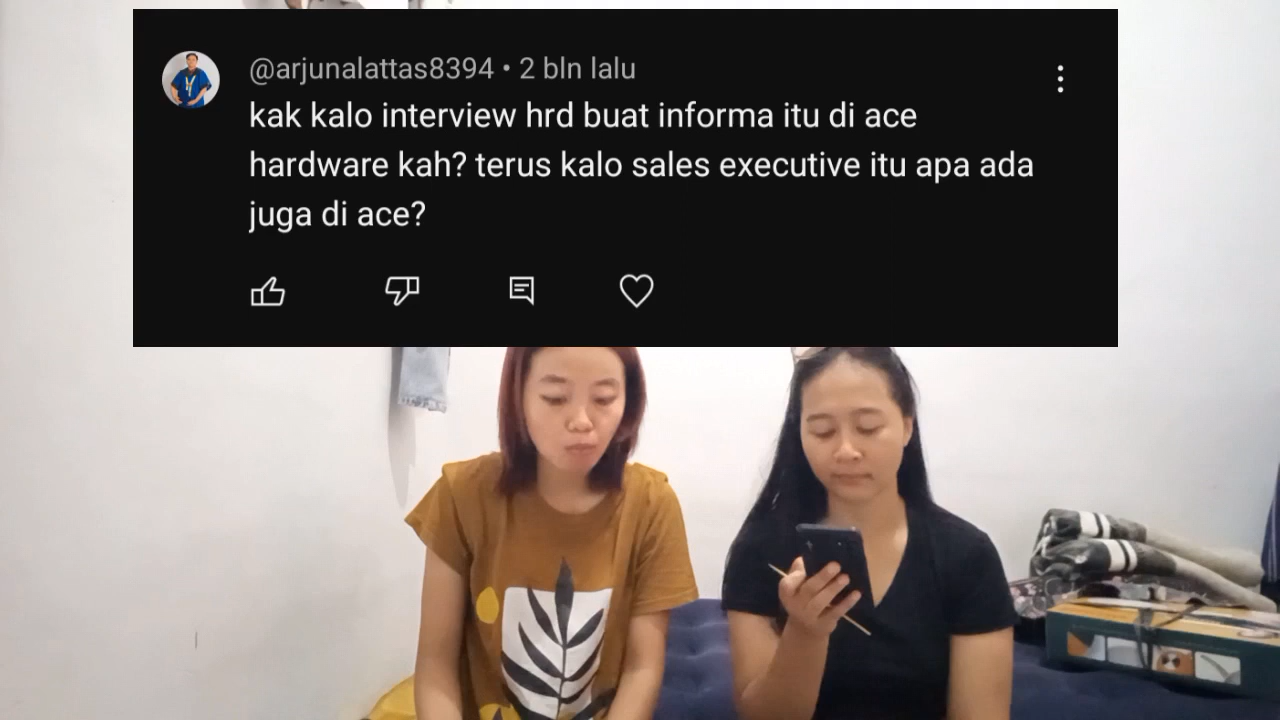 @arjunalattas8394 • 2 bln lalu
kak kalo interview hrd buat informa itu di ace
hardware kah? terus kalo sales executive itu apa ada
juga di ace?